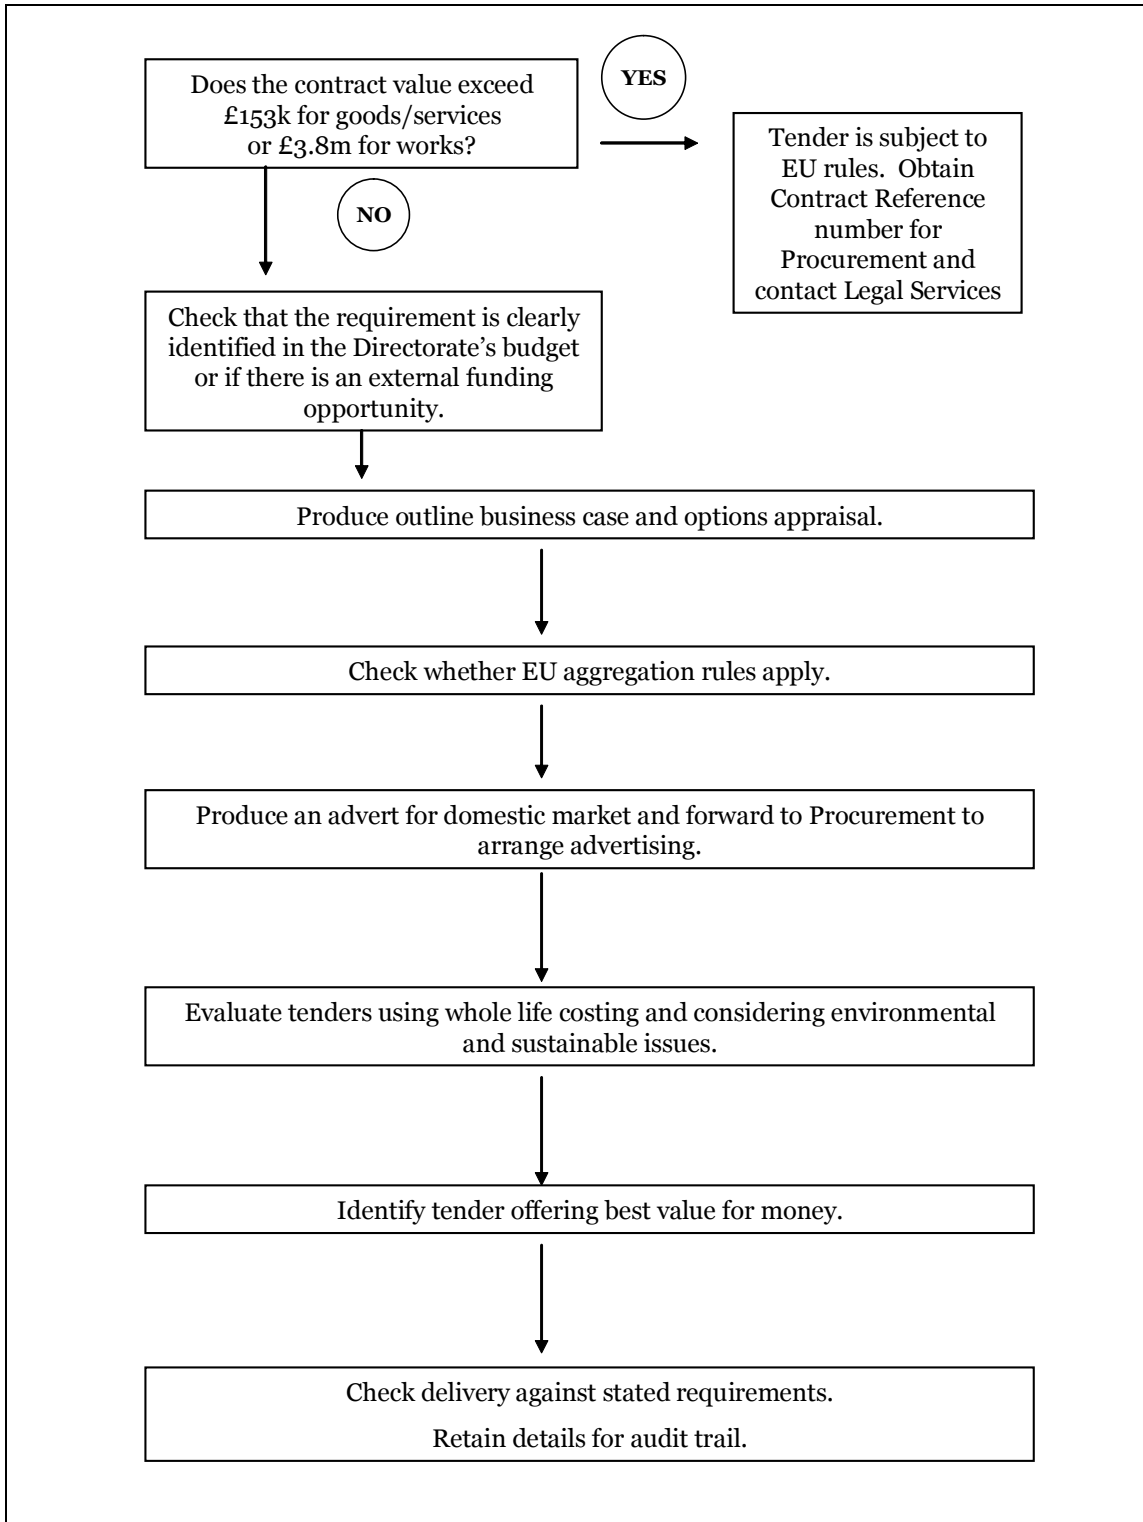 Does the contract value exceed
£153k for goods/services
or £3.8m for works?
YES
Tender is subject to
EU rules.  Obtain
Contract Reference
number for
Procurement and
contact Legal Services
NO
Check that the requirement is clearly
identified in the Directorate’s budget
or if there is an external funding
opportunity.
Produce outline business case and options appraisal.
Check whether EU aggregation rules apply.
Produce an advert for domestic market and forward to Procurement to
arrange advertising.
Evaluate tenders using whole life costing and considering environmental
and sustainable issues.
Identify tender offering best value for money.
Check delivery against stated requirements.
Retain details for audit trail.